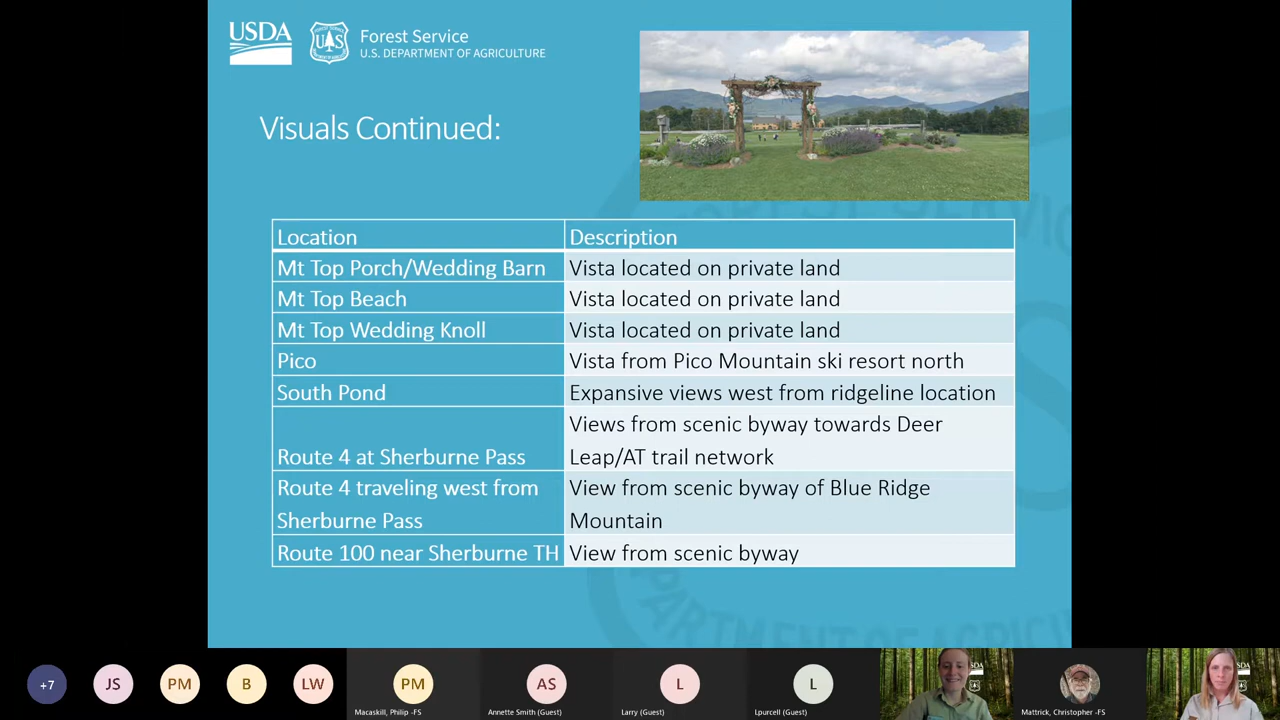 USDA
Forest Service
U.S. DEPARTMENT OF AGRICULTURE
Visuals Continued:
Location Description
Mt Top Porch/Wedding Barn Vista located on private land
Mt Top Beach Vista located on private land
Mt Top Wedding Knoll Vista located on private land
Pico Vista from Pico Mountain ski resort north
South Pond Expansive views west from ridgeline location
Views from scenic byway towards Deer
Route 4 at Sherburne Pass Leap/AT trail network
Route 4 traveling west from View from scenic byway of Blue Ridge
Sherburne Pass Mountain
Route 100 near Sherburne TH View from scenic byway
+7 JS PM B LW PM AS L L
Macaskill, Philip -FS Annette Smith (Guest) Larry (Guest) Lpurcell (Guest) Mattrick, Christopher -FS